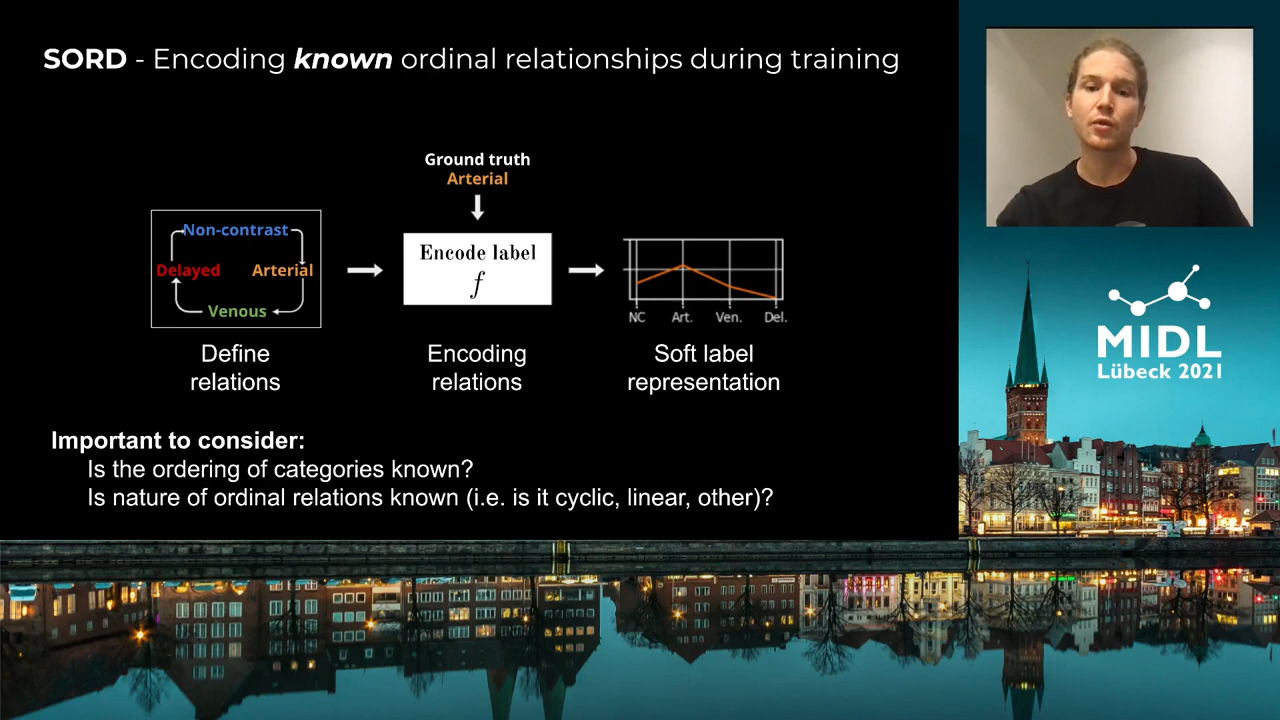 SORD - Encoding known ordinal relationships during training
Ground truth
Arterial
Non-contrast
Delayed
Arterial
Venous
Encode label
f
NC Art. Ven. Del.
Define
relations
Encoding
relations
Soft label
representation
Important to consider:
Is the ordering of categories known?
Is nature of ordinal relations known (i.e. is it cyclic, linear, other)?
MIDL
Lübeck 2021